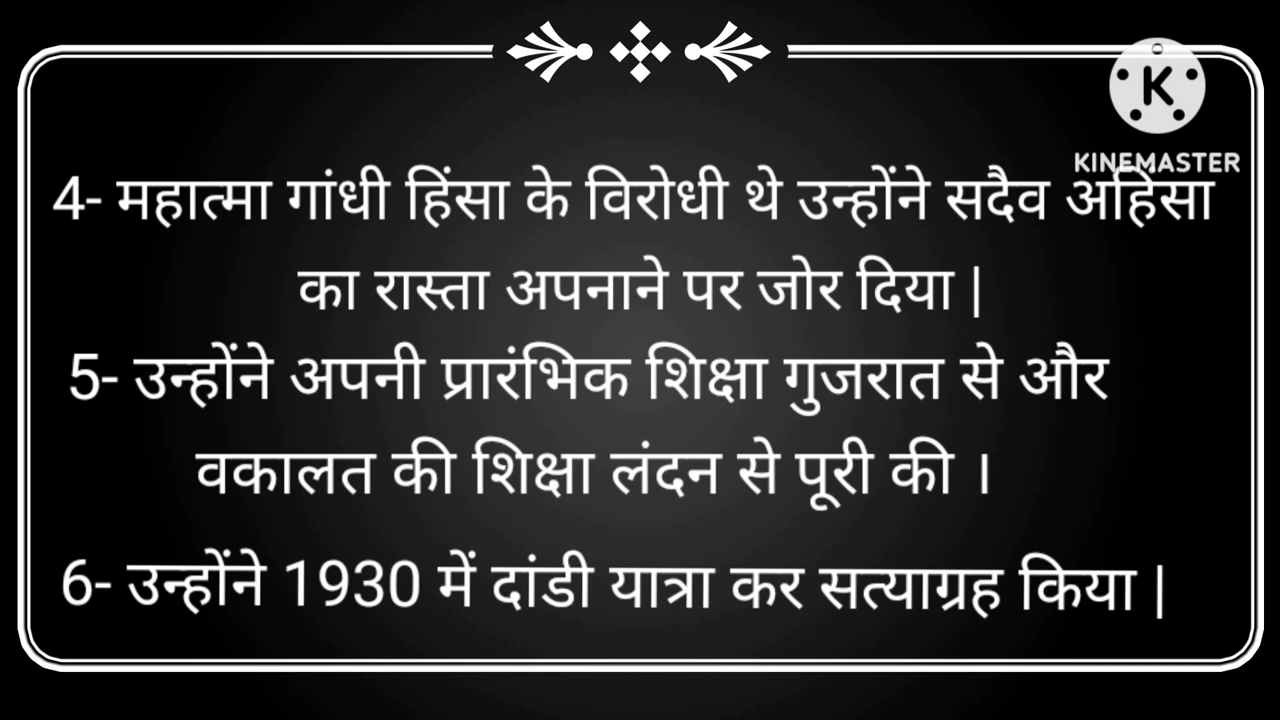 KINEMASTER
4- महात्मा गांधी हिंसा के विरोधी थे उन्होंने सदैव अहिंसा
का रास्ता अपनाने पर जोर दिया |
5- उन्होंने अपनी प्रारंभिक शिक्षा गुजरात से और
वकालत की शिक्षा लंदन से पूरी की ।
6- उन्होंने 1930 में दांडी यात्रा कर सत्याग्रह किया |